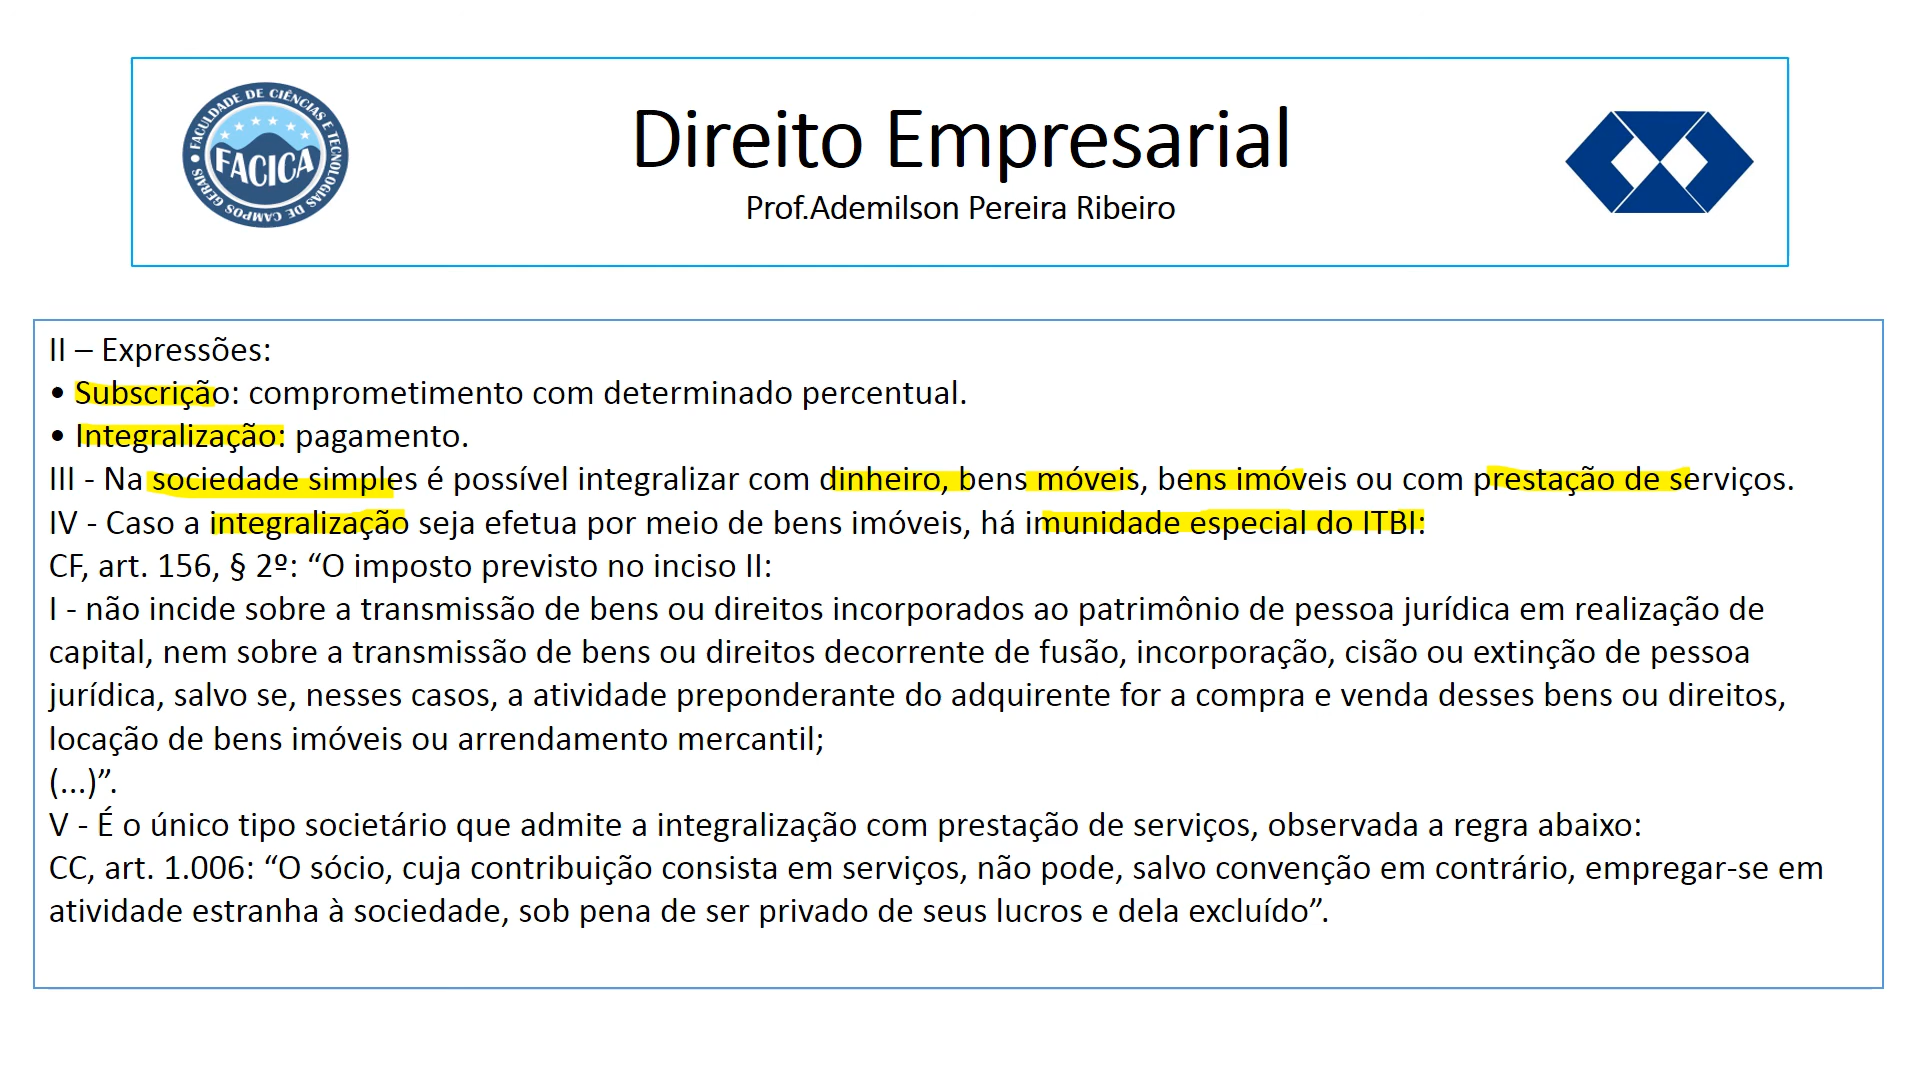 FACULDADE DE CIÊNCIAS E TECNOLOGIAS DE CAMPOS GERAIS
FACICA
Direito Empresarial
Prof.Ademilson Pereira Ribeiro
II – Expressões:
• Subscrição: comprometimento com determinado percentual.
• Integralização: pagamento.
III - Na sociedade simples é possível integralizar com dinheiro, bens móveis, bens imóveis ou com prestação de serviços.
IV - Caso a integralização seja efetua por meio de bens imóveis, há imunidade especial do ITBI:
CF, art. 156, § 2º: “O imposto previsto no inciso II:
I - não incide sobre a transmissão de bens ou direitos incorporados ao patrimônio de pessoa jurídica em realização de
capital, nem sobre a transmissão de bens ou direitos decorrente de fusão, incorporação, cisão ou extinção de pessoa
jurídica, salvo se, nesses casos, a atividade preponderante do adquirente for a compra e venda desses bens ou direitos,
locação de bens imóveis ou arrendamento mercantil;
(...)”.
V - É o único tipo societário que admite a integralização com prestação de serviços, observada a regra abaixo:
CC, art. 1.006: “O sócio, cuja contribuição consista em serviços, não pode, salvo convenção em contrário, empregar-se em
atividade estranha à sociedade, sob pena de ser privado de seus lucros e dela excluído”.